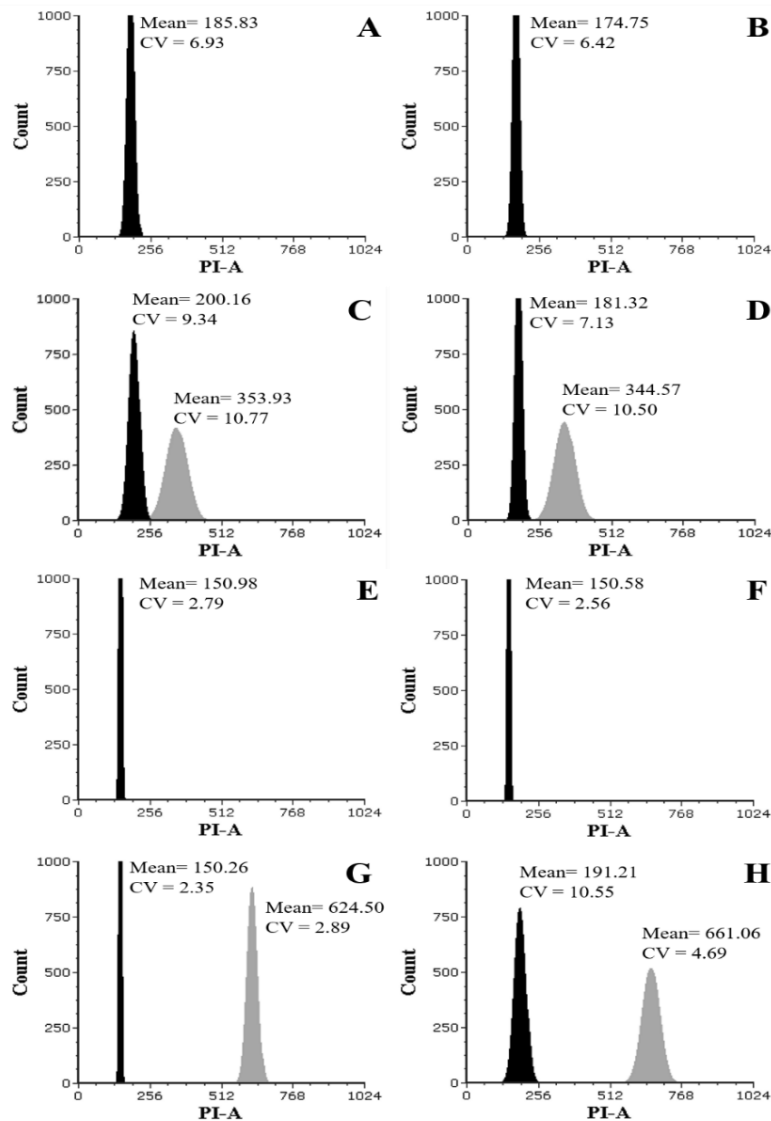 Mean= 185.83
CV = 6.93
A
1000
750
500
250
0
Count
0 256 512 768 1024
PI-A
Mean= 174.75
CV = 6.42
B
1000
750
500
250
0
Count
0 256 512 768 1024
PI-A
Mean= 200.16
CV = 9.34
C
Mean= 353.93
CV = 10.77
1000
750
500
250
0
Count
0 256 512 768 1024
PI-A
Mean= 181.32
CV = 7.13
D
Mean= 344.57
CV = 10.50
1000
750
500
250
0
Count
0 256 512 768 1024
PI-A
Mean= 150.98
CV = 2.79
E
1000
750
500
250
0
Count
0 256 512 768 1024
PI-A
Mean= 150.58
CV = 2.56
F
1000
750
500
250
0
Count
0 256 512 768 1024
PI-A
Mean= 150.26
CV = 2.35
G
Mean= 624.50
CV = 2.89
1000
750
500
250
0
Count
0 256 512 768 1024
PI-A
Mean= 191.21
CV = 10.55
H
Mean= 661.06
CV = 4.69
1000
750
500
250
0
Count
0 256 512 768 1024
PI-A